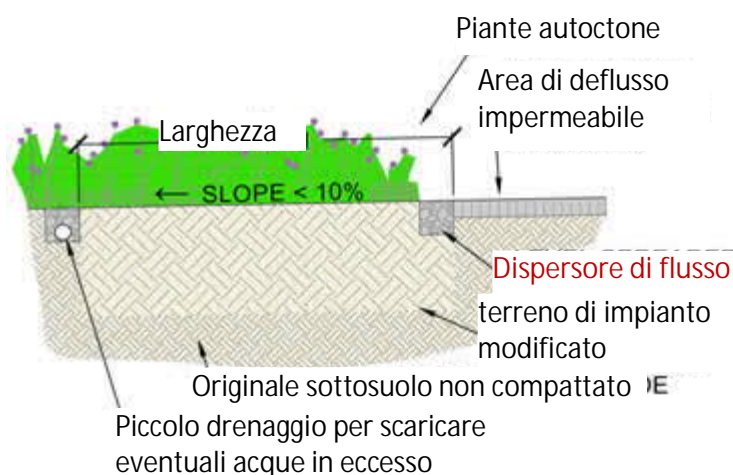 Piante autoctone
Area di deflusso
impermeabile
Larghezza
← SLOPE < 10%
Dispersore di flusso
terreno di impianto
modificato
Originale sottosuolo non compattato
Piccolo drenaggio per scaricare
eventuali acque in eccesso